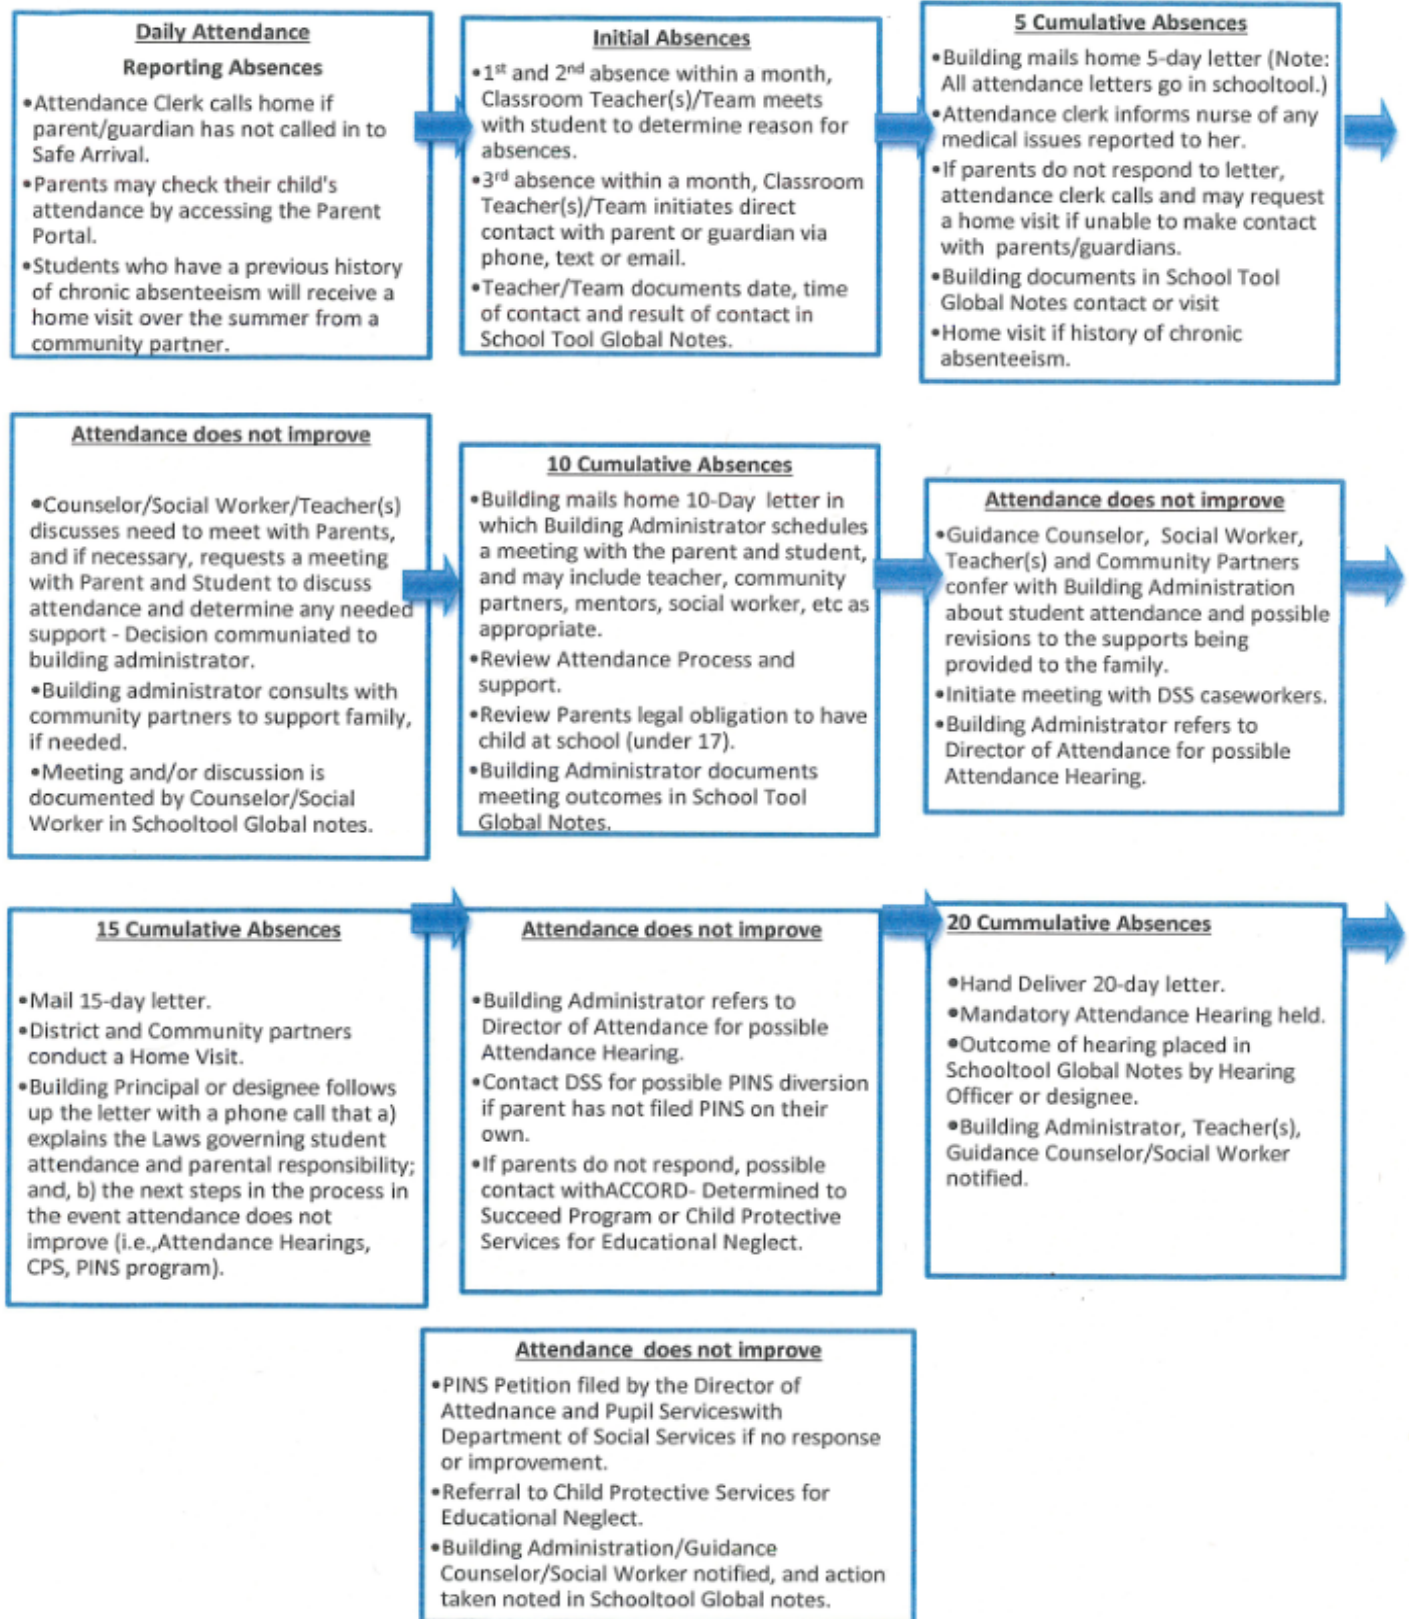 Daily Attendance
Reporting Absences
•Attendance Clerk calls home if
parent/guardian has not called in to
Safe Arrival.
•Parents may check their child's
attendance by accessing the Parent
Portal.
•Students who have a previous history
of chronic absenteeism will receive a
home visit over the summer from a
community partner.
Initial Absences
•1st and 2nd absence within a month,
Classroom Teacher(s)/Team meets
with student to determine reason for
absences.
•3rd absence within a month, Classroom
Teacher(s)/Team initiates direct
contact with parent or guardian via
phone, text or email.
•Teacher/Team documents date, time
of contact and result of contact in
School Tool Global Notes.
5 Cumulative Absences
•Building mails home 5-day letter (Note:
All attendance letters go in schooltool.)
•Attendance clerk informs nurse of any
medical issues reported to her.
•If parents do not respond to letter,
attendance clerk calls and may request
a home visit if unable to make contact
with parents/guardians.
•Building documents in School Tool
Global Notes contact or visit
•Home visit if history of chronic
absenteeism.
Attendance does not improve
•Counselor/Social Worker/Teacher(s)
discusses need to meet with Parents,
and if necessary, requests a meeting
with Parent and Student to discuss
attendance and determine any needed
support - Decision communiated to
building administrator.
•Building administrator consults with
community partners to support family,
if needed.
•Meeting and/or discussion is
documented by Counselor/Social
Worker in Schooltool Global notes.
10 Cumulative Absences
•Building mails home 10-Day letter in
which Building Administrator schedules
a meeting with the parent and student,
and may include teacher, community
partners, mentors, social worker, etc as
appropriate.
•Review Attendance Process and
support.
•Review Parents legal obligation to have
child at school (under 17).
•Building Administrator documents
meeting outcomes in School Tool
Global Notes.
Attendance does not improve
•Guidance Counselor, Social Worker,
Teacher(s) and Community Partners
confer with Building Administration
about student attendance and possible
revisions to the supports being
provided to the family.
•Initiate meeting with DSS caseworkers.
•Building Administrator refers to
Director of Attendance for possible
Attendance Hearing.
15 Cumulative Absences
•Mail 15-day letter.
•District and Community partners
conduct a Home Visit.
•Building Principal or designee follows
up the letter with a phone call that a)
explains the Laws governing student
attendance and parental responsibility;
and, b) the next steps in the process in
the event attendance does not
improve (i.e.,Attendance Hearings,
CPS, PINS program).
Attendance does not improve
•Building Administrator refers to
Director of Attendance for possible
Attendance Hearing.
•Contact DSS for possible PINS diversion
if parent has not filed PINS on their
own.
•If parents do not respond, possible
contact withACCORD- Determined to
Succeed Program or Child Protective
Services for Educational Neglect.
20 Cummulative Absences
•Hand Deliver 20-day letter.
•Mandatory Attendance Hearing held.
•Outcome of hearing placed in
Schooltool Global Notes by Hearing
Officer or designee.
•Building Administrator, Teacher(s),
Guidance Counselor/Social Worker
notified.
Attendance does not improve
•PINS Petition filed by the Director of
Attednance and Pupil Serviceswith
Department of Social Services if no response
or improvement.
•Referral to Child Protective Services for
Educational Neglect.
•Building Administration/Guidance
Counselor/Social Worker notified, and action
taken noted in Schooltool Global notes.